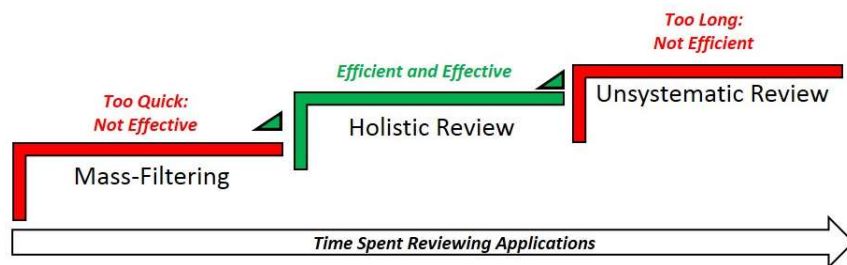 Too Long:
Not Efficient
Efficient and Effective
Unsystematic Review
Too Quick:
Not Effective
Holistic Review
Mass-Filtering
Time Spent Reviewing Applications